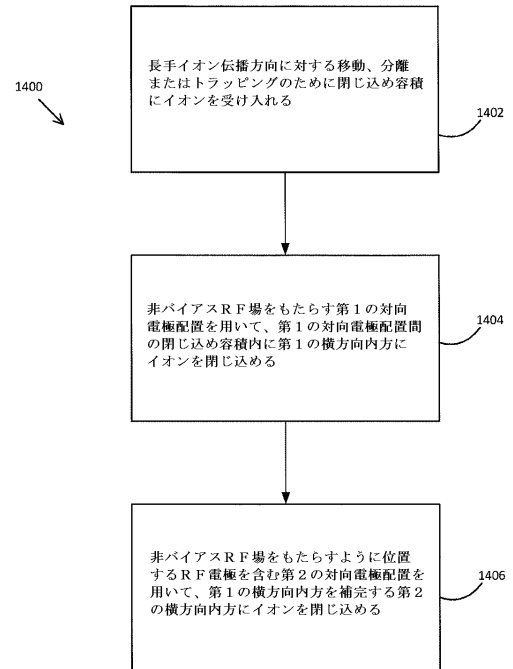 1400
長手イオン伝播方向に対する移動、分離
またはトラッピングのために閉じ込め容積
にイオンを受け入れる
1402
非バイアスRF場をもたらす第1の対向
電極配置を用いて、第1の対向電極配置間
の閉じ込め容積内に第1の横方向内方に
イオンを閉じ込める
1404
非バイアスRF場をもたらすように位置
するRF電極を含む第2の対向電極配置を
用いて、第1の横方向内方を補完する第2
の横方向内方にイオンを閉じ込める
1406